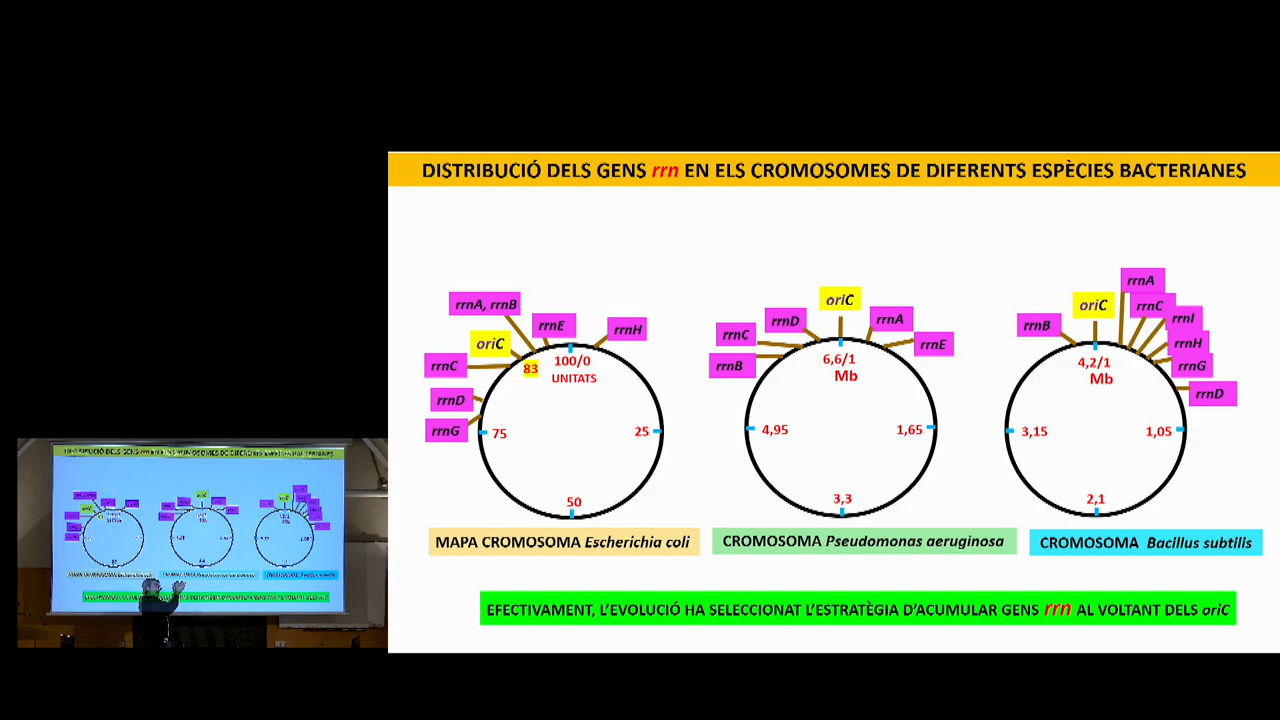 DISTRIBUCIÓ DELS GENS rrn EN ELS CROMOSOMES DE DIFERENTS ESPÈCIES BACTERIANES
rrnA, rrnB
rrnE
rrnH
oriC
rrnC
83
100/0
UNITATS
rrnD
rrnG
75
25
50
MAPA CROMOSOMA Escherichia coli
oriC
rrnD
rrnA
rrnC
rrnE
rrnB
6,6/1
Mb
4,95
1,65
3,3
CROMOSOMA Pseudomonas aeruginosa
rrnA
oriC
rrnC
rrnB
rrnI
rrnH
rrnG
4,2/1
Mb
rrnD
3,15
1,05
2,1
CROMOSOMA Bacillus subtilis
EFECTIVAMENT, L'EVOLUCIÓ HA SELECCIONAT L'ESTRATÈGIA D'ACUMULAR GENS rrn AL VOLTANT DELS oriC